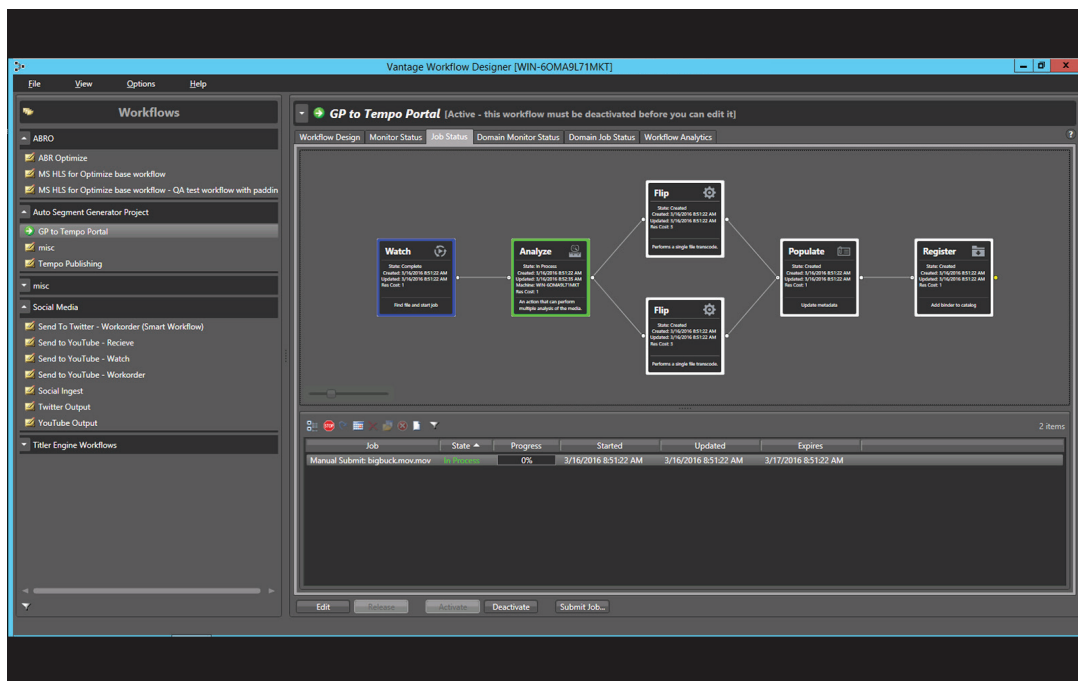 Vantage Workflow Designer [WIN-6OMA9L71MKT]
File View Options Help
Workflows
ABRO
ABR Optimize
MS HLS for Optimize base workflow
MS HLS for Optimize base workflow - QA test workflow with paddin
Auto Segment Generator Project
GP to Tempo Portal
misc
Tempo Publishing
misc
Social Media
Send To Twitter - Workorder (Smart Workflow)
Send to YouTube - Recieve
Send to YouTube - Watch
Send to YouTube - Workorder
Social Ingest
Twitter Output
YouTube Output
Titler Engine Workflows
GP to Tempo Portal [Active - this workflow must be deactivated before you can edit it]
Workflow Design Monitor Status Job Status Domain Monitor Status Domain Job Status Workflow Analytics
?
Watch
State: Complete
Created: 3/16/2016 8:51:22 AM
Updated: 3/16/2016 8:51:22 AM
Res Cost: 1
Find file and start job
Analyze
State: In Process
Created: 3/16/2016 8:51:22 AM
Updated: 3/16/2016 8:52:35 AM
Machine: WIN-6OMA9L71MKT
Res Cost: 1
An action that can perform
multiple analysis of the media.
Flip
State: Created
Created: 3/16/2016 8:51:22 AM
Updated: 3/16/2016 8:51:22 AM
Res Cost: 3
Performs a single file transcode.
Flip
State: Created
Created: 3/16/2016 8:51:22 AM
Updated: 3/16/2016 8:51:22 AM
Res Cost: 3
Performs a single file transcode.
Populate
State: Created
Created: 3/16/2016 8:51:22 AM
Updated: 3/16/2016 8:51:22 AM
Res Cost: 1
Update metadata
Register
State: Created
Created: 3/16/2016 8:51:22 AM
Updated: 3/16/2016 8:51:22 AM
Res Cost: 1
Add binder to catalog
STOP
2 items
Job State Progress Started Updated Expires
Manual Submit: bigbuck.mov.mov In Process 0% 3/16/2016 8:51:22 AM 3/16/2016 8:51:22 AM 3/17/2016 8:51:22 AM
Edit Release Activate Deactivate Submit Job...